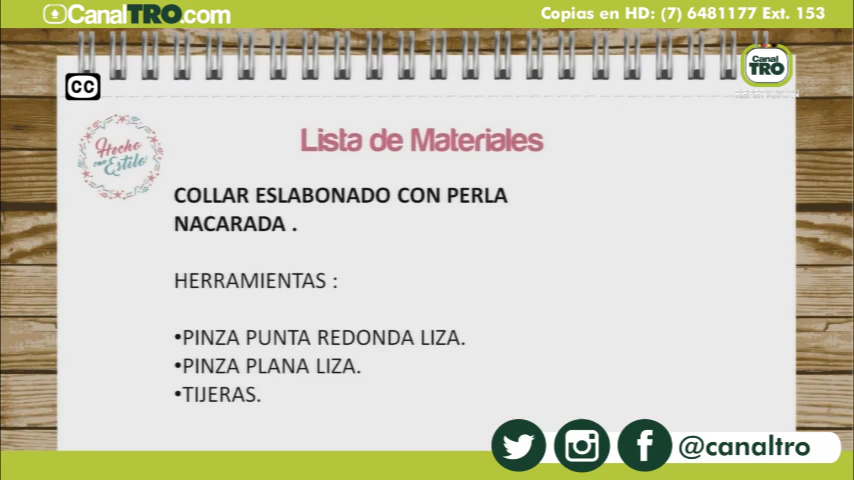 CanalTRO.com
Copias en HD: (7) 6481177 Ext. 153
Canal
TRO
CC
Hecho
con Estilo
Lista de Materiales
COLLAR ESLABONADO CON PERLA
NACARADA .
HERRAMIENTAS :
•PINZA PUNTA REDONDA LIZA.
•PINZA PLANA LIZA.
•TIJERAS.
@canaltro